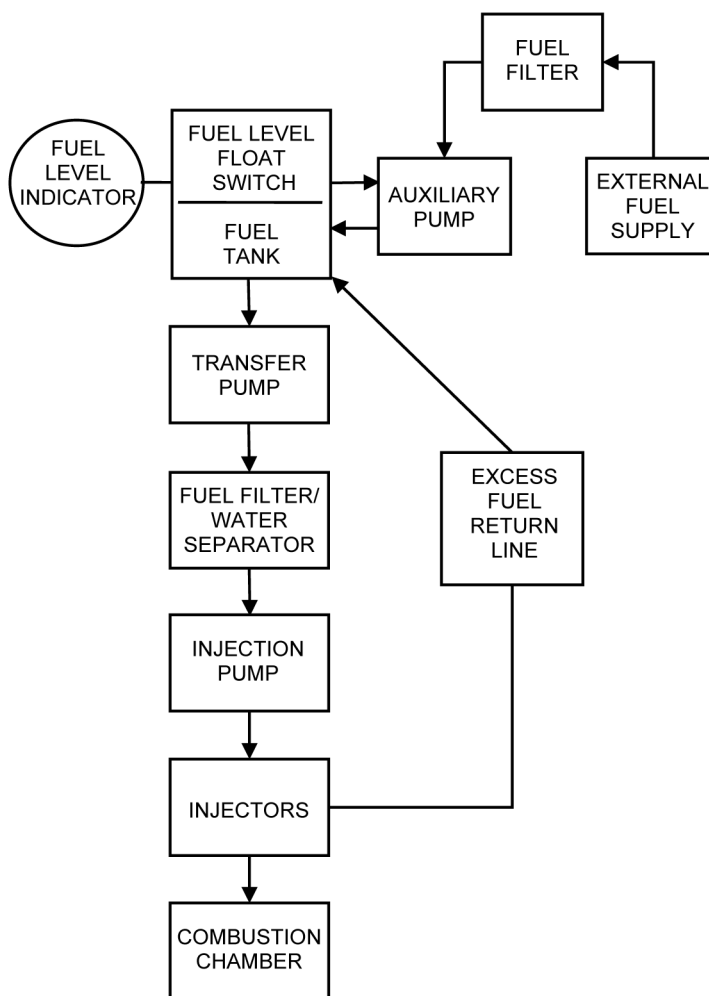 FUEL
FILTER
FUEL
LEVEL
INDICATOR
FUEL LEVEL
FLOAT
SWITCH
FUEL
TANK
AUXILIARY
PUMP
EXTERNAL
FUEL
SUPPLY
TRANSFER
PUMP
FUEL FILTER/
WATER
SEPARATOR
EXCESS
FUEL
RETURN
LINE
INJECTION
PUMP
INJECTORS
COMBUSTION
CHAMBER